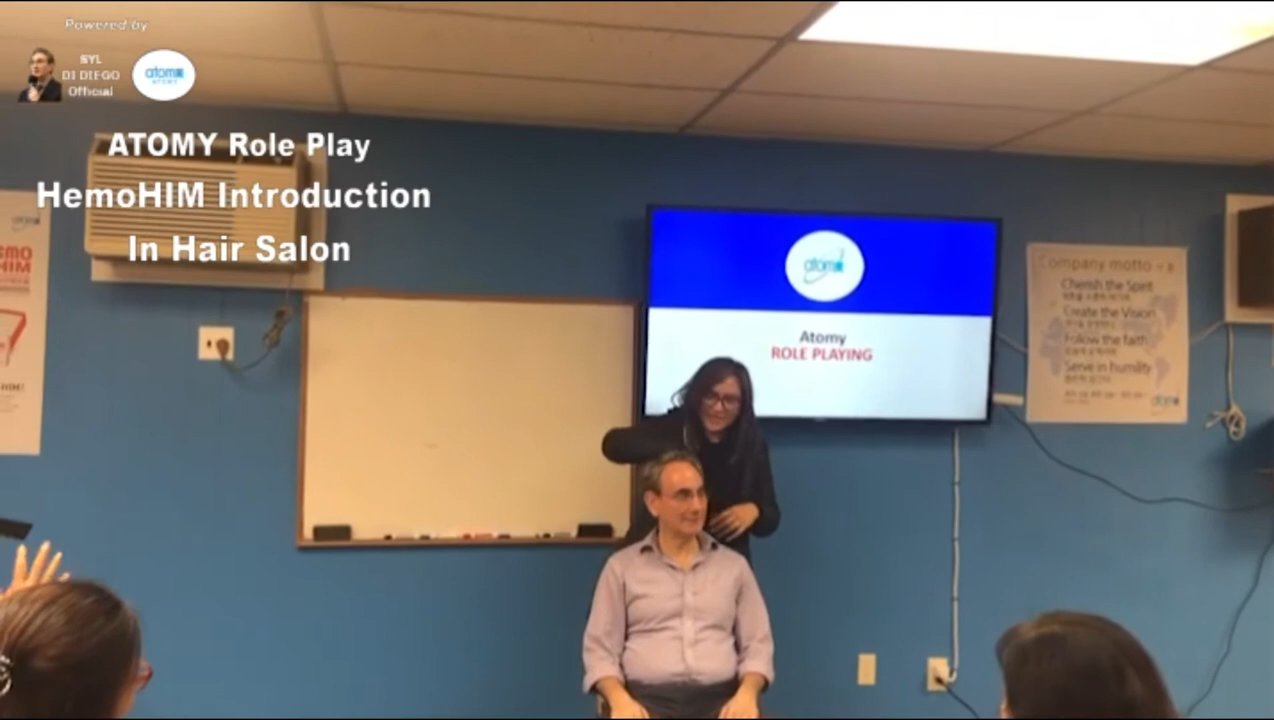 Powered by
SYL
DI DIEGO
Official
atomy
ATOMY Role Play
HemoHIM Introduction
In Hair Salon
HIM
atomy
Atomy
ROLE PLAYING
Company motto
Cherish the Spirit
Create the Vision
Follow the faith
Serve in humility